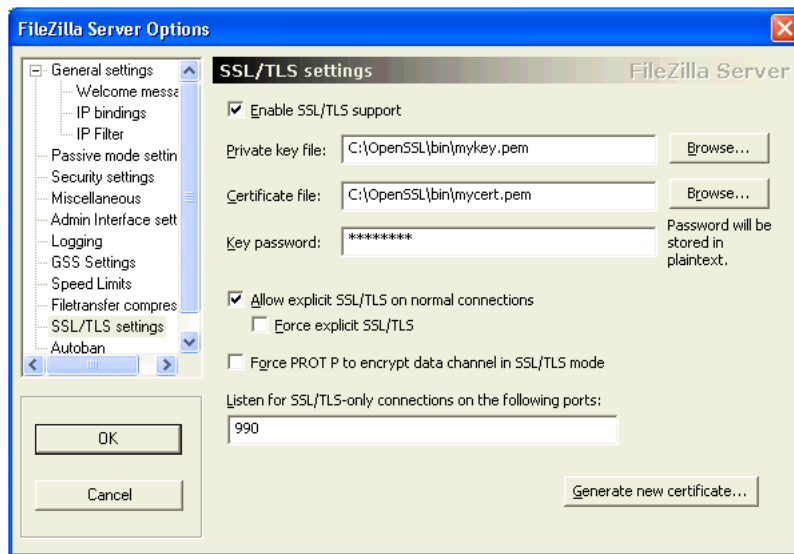 FileZilla Server Options
General settings
Welcome messa
IP bindings
IP Filter
Passive mode settin
Security settings
Miscellaneous
Admin Interface sett
Logging
GSS Settings
Speed Limits
Filetransfer compres
SSL/TLS settings
Autoban
OK
Cancel
SSL/TLS settings
FileZilla Server
Enable SSL/TLS support
Private key file:
C:\OpenSSL\bin\mykey.pem
Browse...
Certificate file:
C:\OpenSSL\bin\mycert.pem
Browse...
Key password:
********
Password will be
stored in
plaintext.
Allow explicit SSL/TLS on normal connections
Force explicit SSL/TLS
Force PROT P to encrypt data channel in SSL/TLS mode
Listen for SSL/TLS-only connections on the following ports:
990
Generate new certificate...